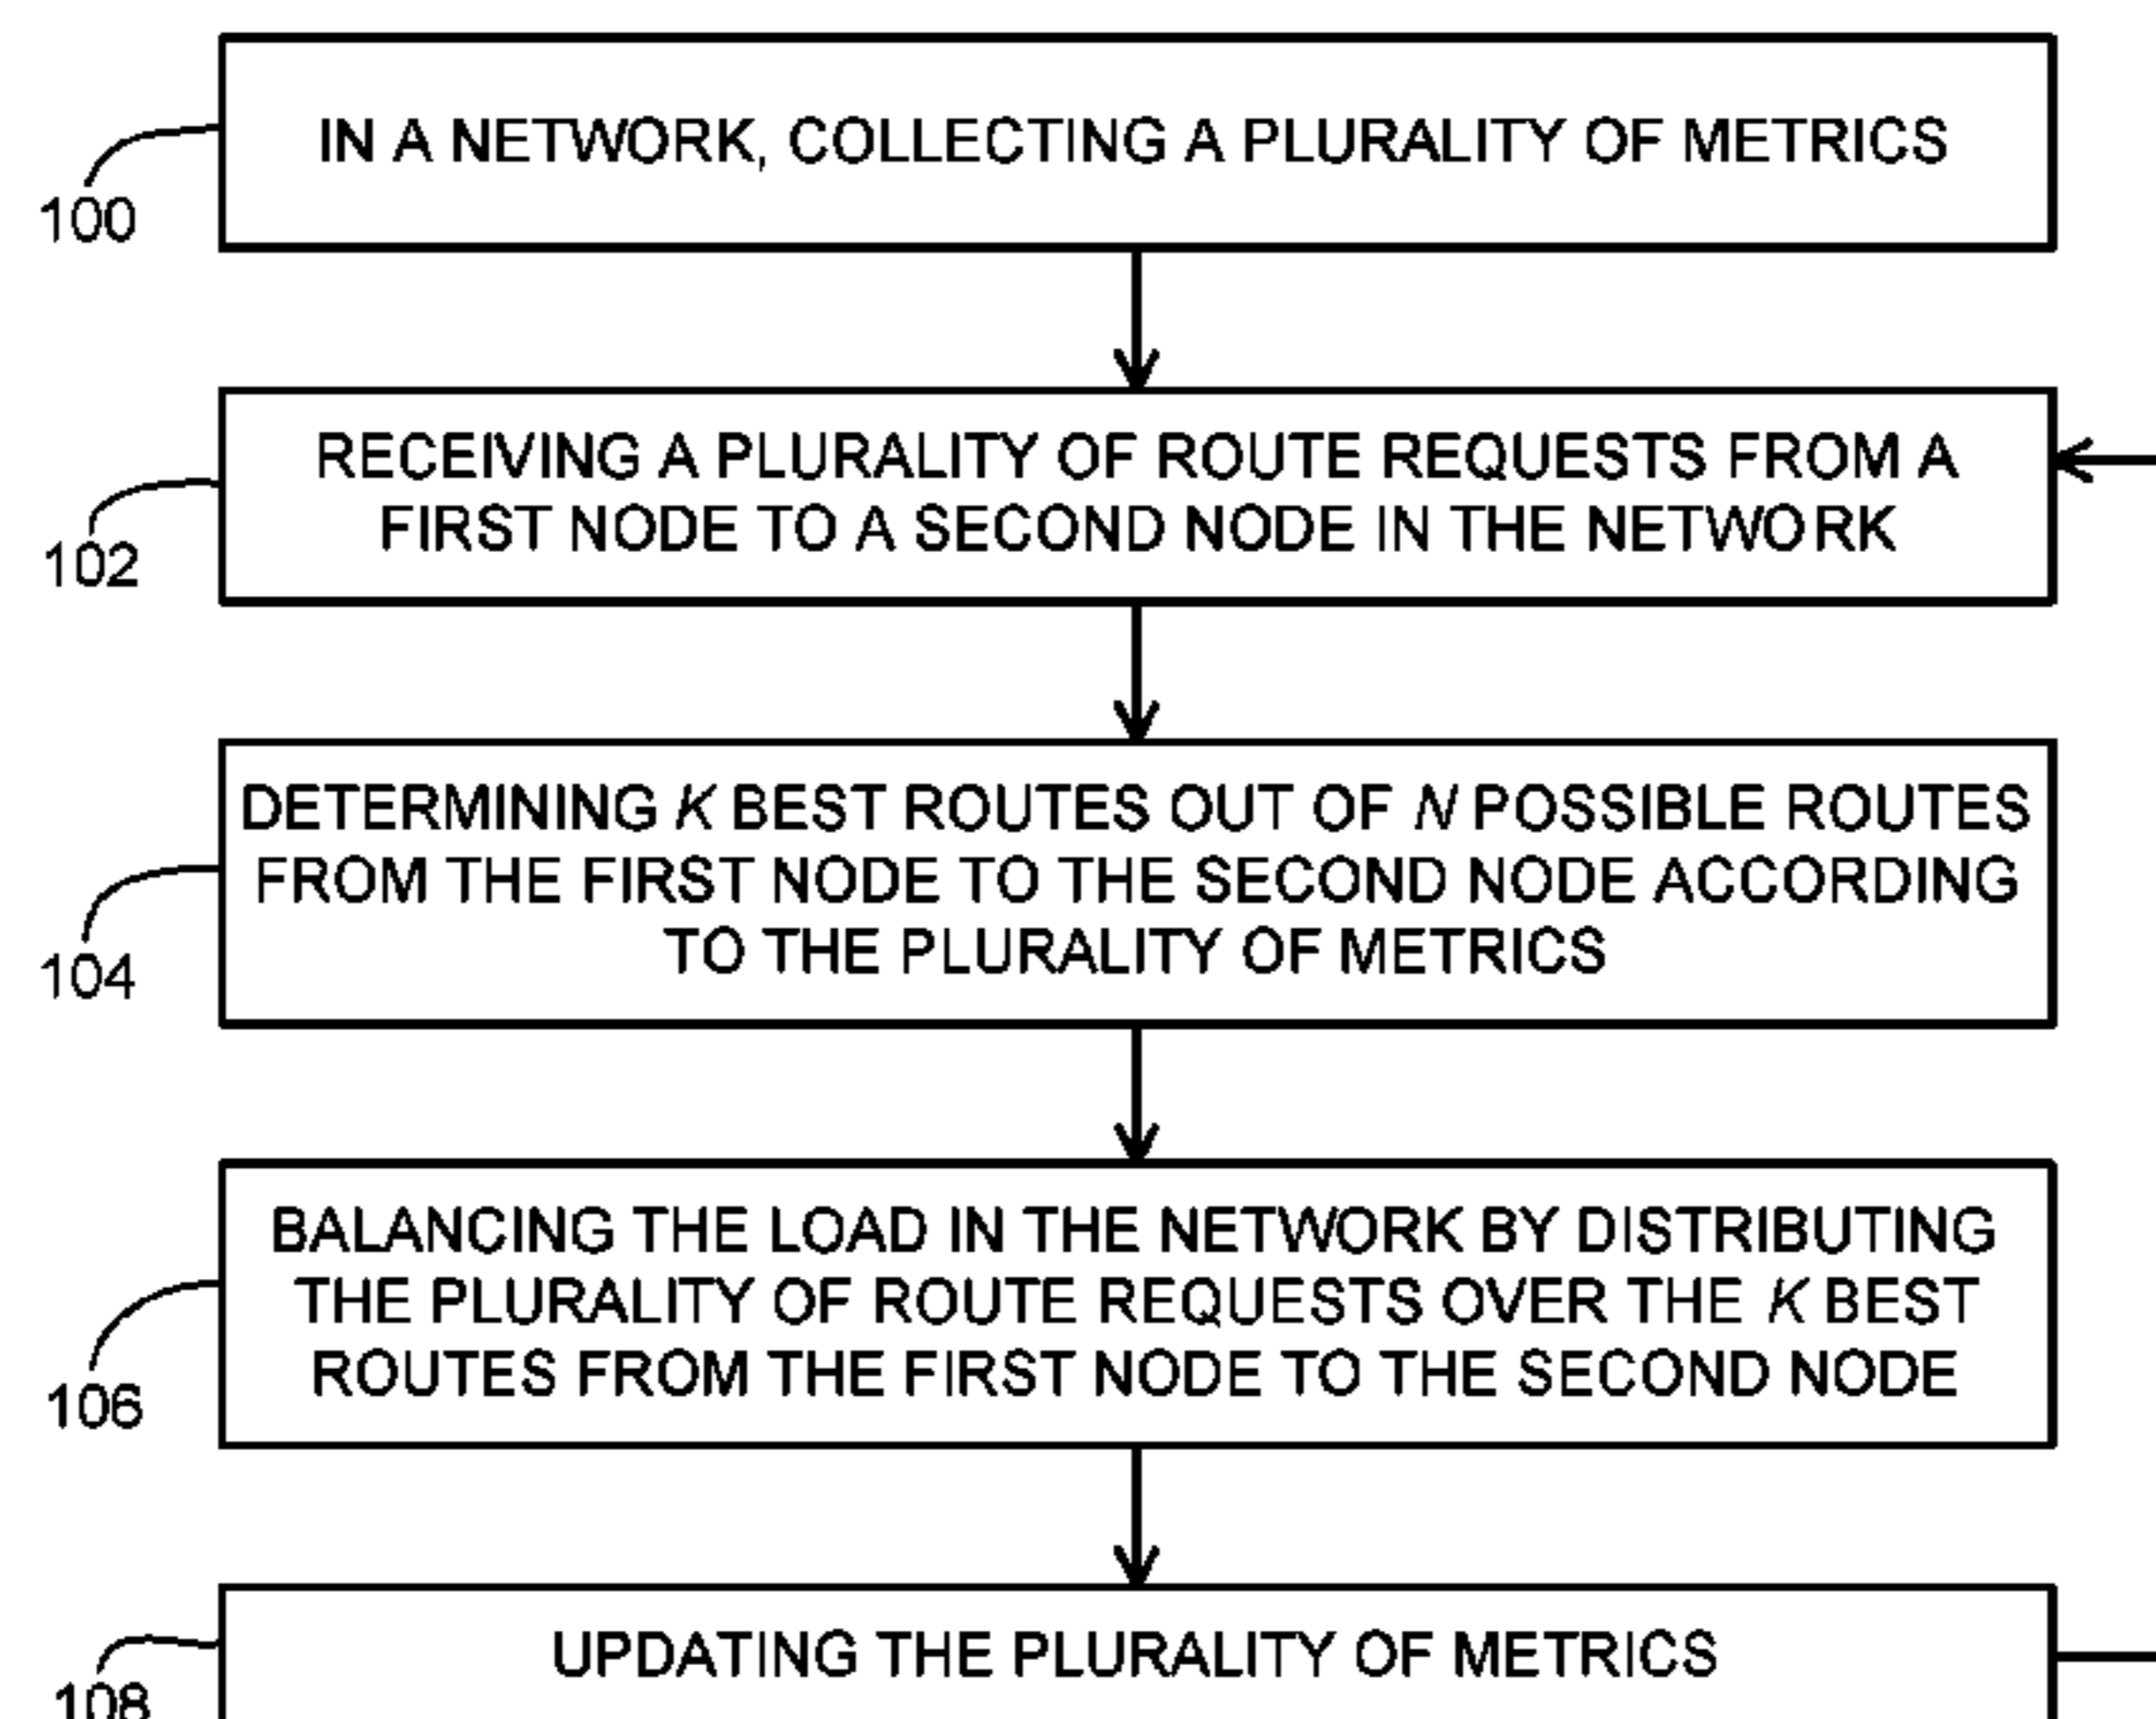 IN A NETWORK, COLLECTING A PLURALITY OF METRICS
100
RECEIVING A PLURALITY OF ROUTE REQUESTS FROM A
FIRST NODE TO A SECOND NODE IN THE NETWORK
102
DETERMINING K BEST ROUTES OUT OF N POSSIBLE ROUTES
FROM THE FIRST NODE TO THE SECOND NODE ACCORDING
TO THE PLURALITY OF METRICS
104
BALANCING THE LOAD IN THE NETWORK BY DISTRIBUTING
THE PLURALITY OF ROUTE REQUESTS OVER THE K BEST
ROUTES FROM THE FIRST NODE TO THE SECOND NODE
106
UPDATING THE PLURALITY OF METRICS
108